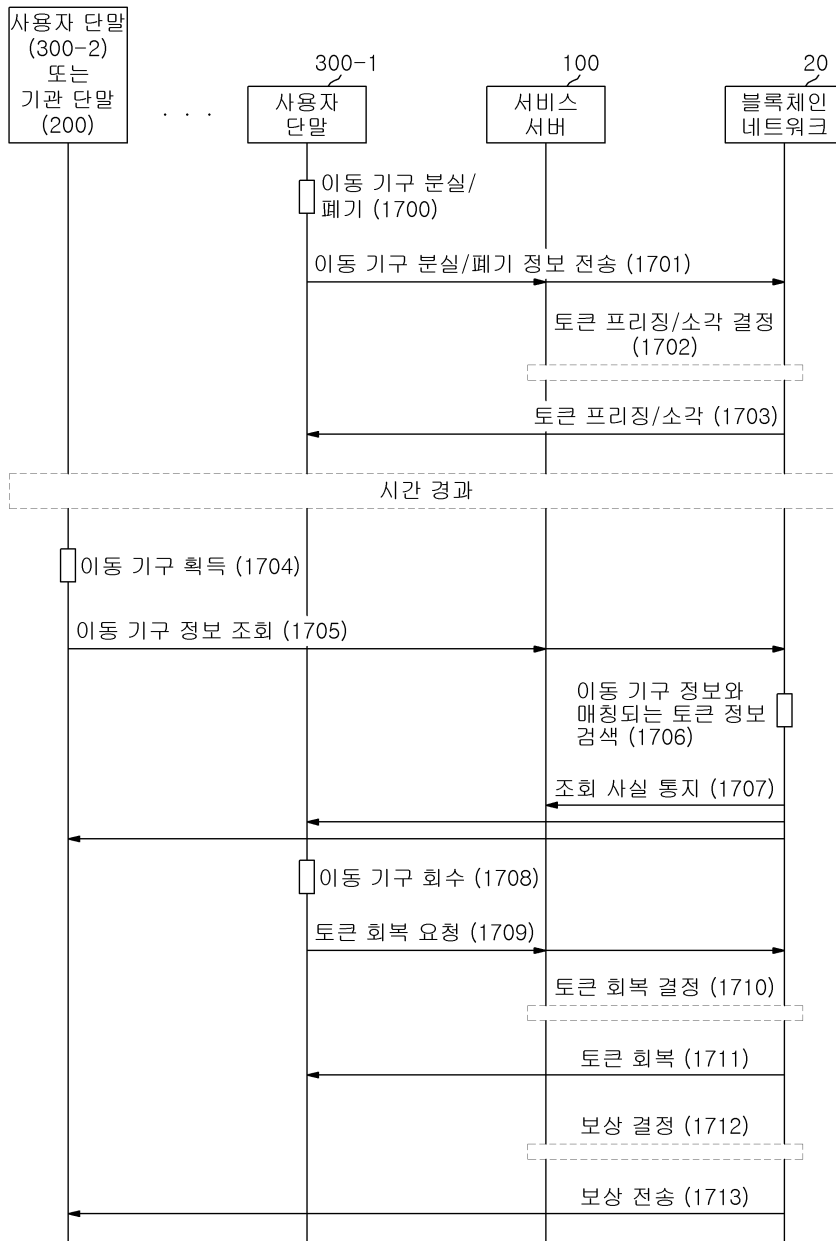 사용자 단말
(300-2)
또는
기관 단말
(200)
. . .
300-1
사용자
단말
100
서비스
서버
20
블록체인
네트워크
이동 기구 분실/
폐기 (1700)
이동 기구 분실/폐기 정보 전송 (1701)
토큰 프리징/소각 결정
(1702)
토큰 프리징/소각 (1703)
시간 경과
이동 기구 획득 (1704)
이동 기구 정보 조회 (1705)
이동 기구 정보와
매칭되는 토큰 정보
검색 (1706)
조회 사실 통지 (1707)
이동 기구 회수 (1708)
토큰 회복 요청 (1709)
토큰 회복 결정 (1710)
토큰 회복 (1711)
보상 결정 (1712)
보상 전송 (1713)